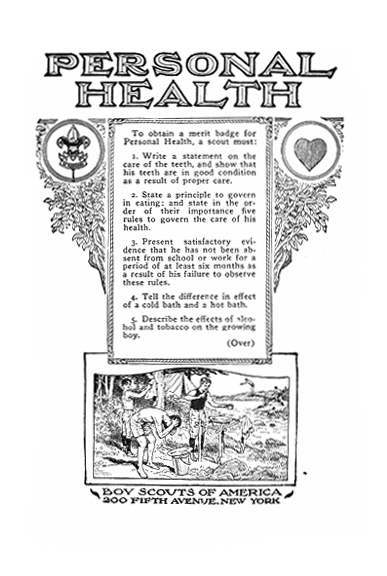 PERSONAL
HEALTH
To obtain a merit badge for
Personal Health, a scout must:
1. Write a statement on the
care of the teeth, and show that
his teeth are in good condition
as a result of proper care.
2. State a principle to govern
in eating; and state in the or-
der of their importance five
rules to govern the care of his
health.
3. Present satisfactory evi-
dence that he has not been ab-
sent from school or work for a
period of at least six months as
a result of his failure to observe
these rules.
4. Tell the difference in effect
of a cold bath and a hot bath.
5. Describe the effects of alco-
hol and tobacco on the growing
boy.
(Over)
BOY SCOUTS OF AMERICA
200 FIFTH AVENUE, NEW YORK